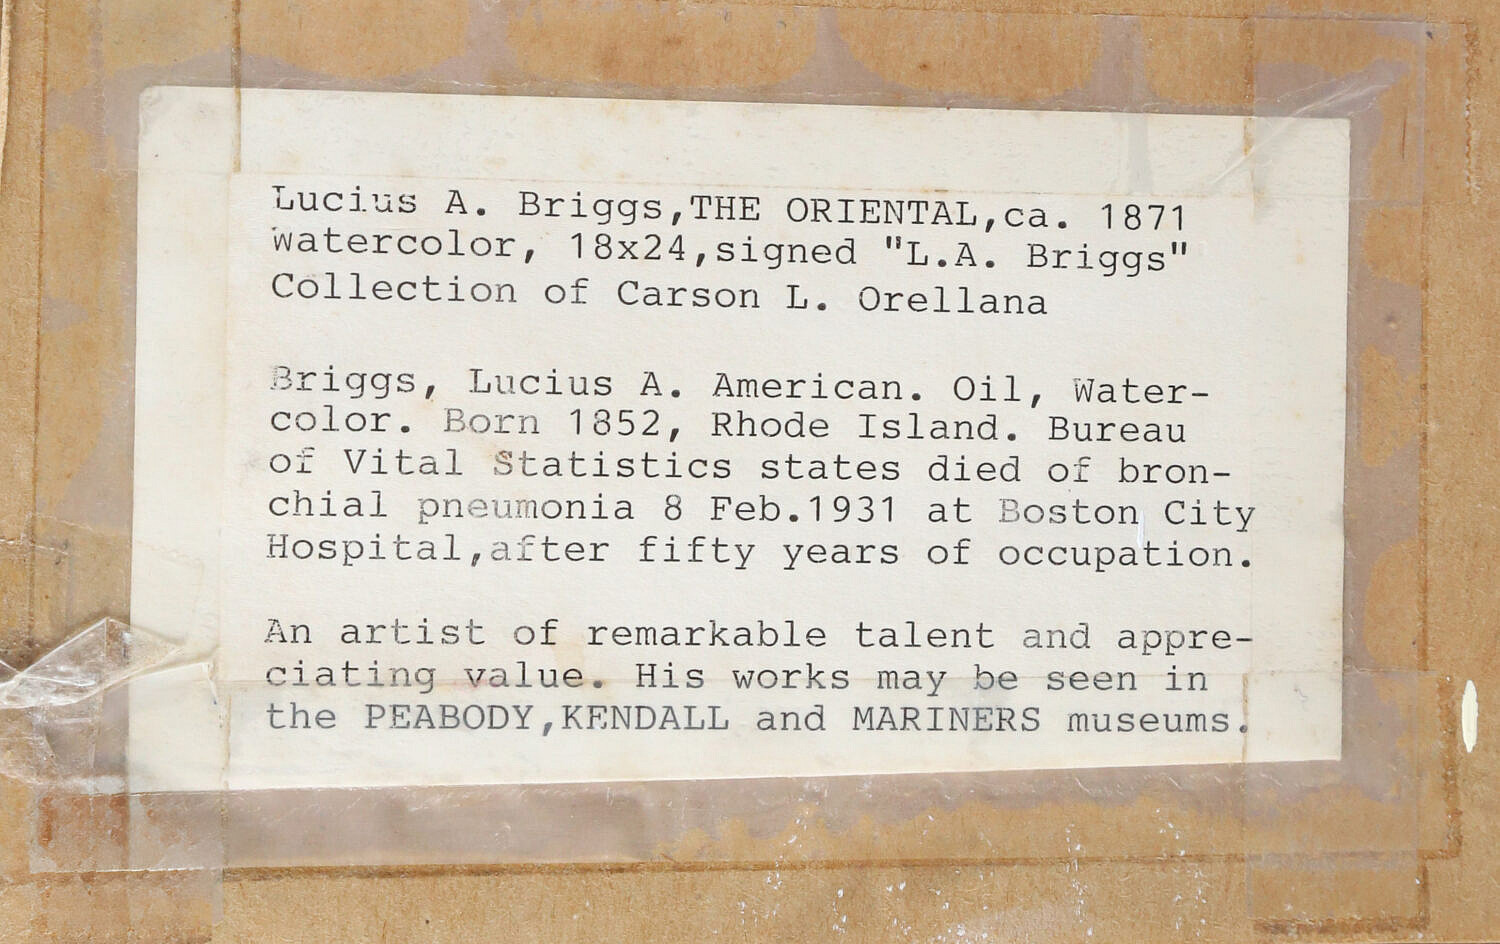 Lucius A. Briggs,THE ORIENTAL,ca. 1871
watercolor, 18x24,signed "L.A. Briggs"
Collection of Carson L. Orellana
Briggs, Lucius A. American. Oil, Water-
color. Born 1852, Rhode Island. Bureau
of Vital Statistics states died of bron-
chial pneumonia 8 Feb.1931 at Boston City
Hospital,after fifty years of occupation.
An artist of remarkable talent and appre-
ciating value. His works may be seen in
the PEABODY,KENDALL and MARINERS museums.